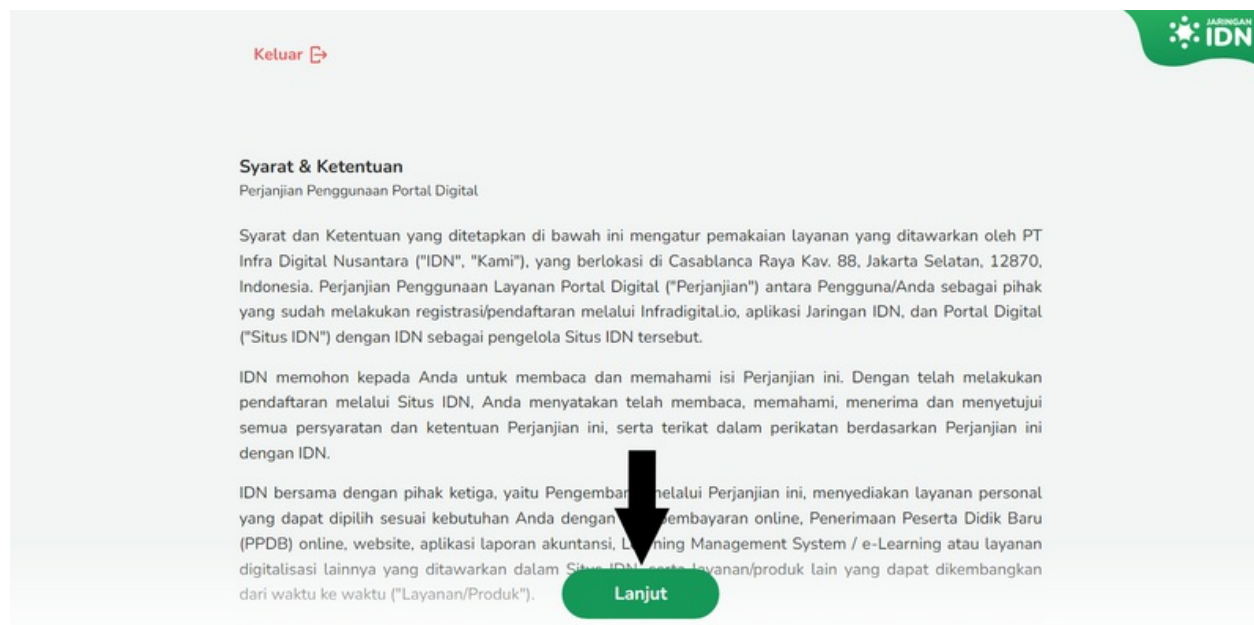 JARINGAN
IDN
Keluar
Syarat & Ketentuan
Perjanjian Penggunaan Portal Digital
Syarat dan Ketentuan yang ditetapkan di bawah ini mengatur pemakaian layanan yang ditawarkan oleh PT
Infra Digital Nusantara ("IDN", "Kami"), yang berlokasi di Casablanca Raya Kav. 88, Jakarta Selatan, 12870,
Indonesia. Perjanjian Penggunaan Layanan Portal Digital ("Perjanjian") antara Pengguna/Anda sebagai pihak
yang sudah melakukan registrasi/pendaftaran melalui Infradigital.io, aplikasi Jaringan IDN, dan Portal Digital
("Situs IDN") dengan IDN sebagai pengelola Situs IDN tersebut.
IDN memohon kepada Anda untuk membaca dan memahami isi Perjanjian ini. Dengan telah melakukan
pendaftaran melalui Situs IDN, Anda menyatakan telah membaca, memahami, menerima dan menyetujui
semua persyaratan dan ketentuan Perjanjian ini, serta terikat dalam perikatan berdasarkan Perjanjian ini
dengan IDN.
IDN bersama dengan pihak ketiga, yaitu Pengembang melalui Perjanjian ini, menyediakan layanan personal
yang dapat dipilih sesuai kebutuhan Anda dengan pembayaran online, Penerimaan Peserta Didik Baru
(PPDB) online, website, aplikasi laporan akuntansi, Learning Management System / e-Learning atau layanan
digitalisasi lainnya yang ditawarkan dalam Situs IDN, serta layanan/produk lain yang dapat dikembangkan
dari waktu ke waktu ("Layanan/Produk").
Lanjut